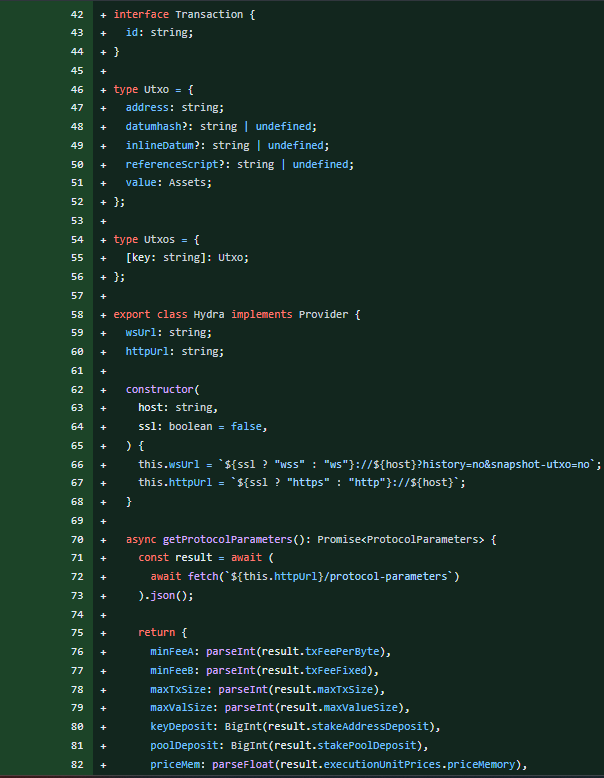 42 + interface Transaction {
43 +   id: string;
44 + }
45 +
46 + type Utxo = {
47 +   address: string;
48 +   datumhash?: string | undefined;
49 +   inlineDatum?: string | undefined;
50 +   referenceScript?: string | undefined;
51 +   value: Assets;
52 + };
53 +
54 + type Utxos = {
55 +   [key: string]: Utxo;
56 + };
57 +
58 + export class Hydra implements Provider {
59 +   wsUrl: string;
60 +   httpUrl: string;
61 +
62 +   constructor(
63 +     host: string,
64 +     ssl: boolean = false,
65 +   ) {
66 +     this.wsUrl = `${ssl ? "wss" : "ws"}://${host}?history=no&snapshot-utxo=no`;
67 +     this.httpUrl = `${ssl ? "https" : "http"}://${host}`;
68 +   }
69 +
70 +   async getProtocolParameters(): Promise<ProtocolParameters> {
71 +     const result = await (
72 +       await fetch(`${this.httpUrl}/protocol-parameters`)
73 +     ).json();
74 +
75 +     return {
76 +       minFeeA: parseInt(result.txFeePerByte),
77 +       minFeeB: parseInt(result.txFeeFixed),
78 +       maxTxSize: parseInt(result.maxTxSize),
79 +       maxValSize: parseInt(result.maxValueSize),
80 +       keyDeposit: BigInt(result.stakeAddressDeposit),
81 +       poolDeposit: BigInt(result.stakePoolDeposit),
82 +       priceMem: parseFloat(result.executionUnitPrices.priceMemory),